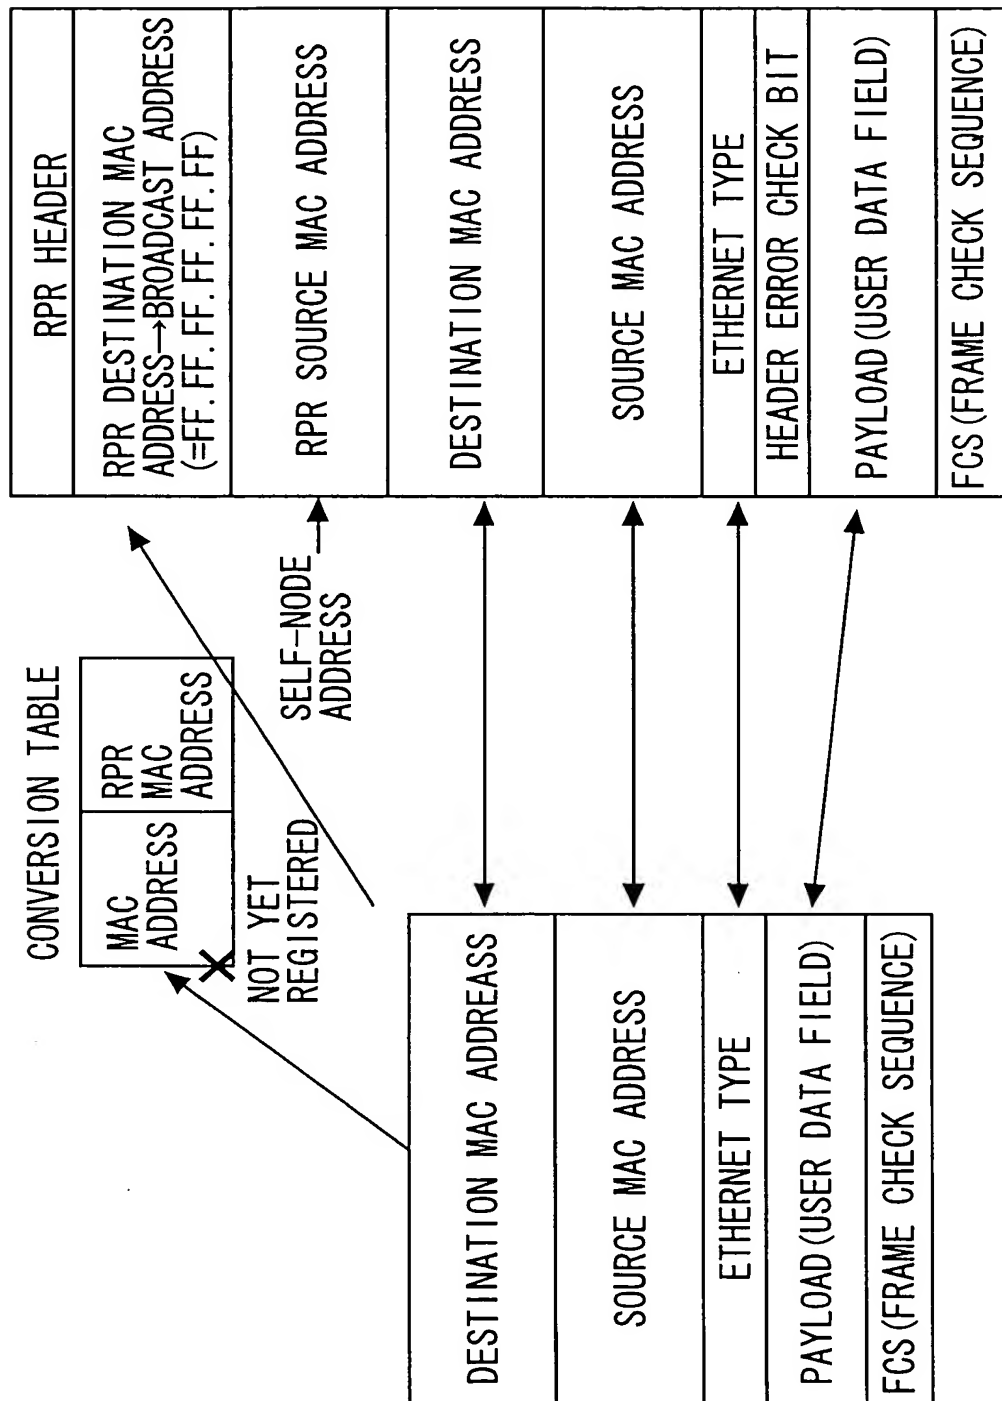 CONVERSION TABLE
MAC
ADDRESS
RPR
MAC
ADDRESS
NOT YET
REGISTERED
SELF-NODE
ADDRESS
DESTINATION MAC ADDREASS
SOURCE MAC ADDRESS
ETHERNET TYPE
PAYLOAD(USER DATA FIELD)
FCS(FRAME CHECK SEQUENCE)
RPR HEADER
RPR DESTINATION MAC
ADDRESS→BROADCAST ADDRESS
(=FF.FF.FF.FF.FF)
RPR SOURCE MAC ADDRESS
DESTINATION MAC ADDRESS
SOURCE MAC ADDRESS
ETHERNET TYPE
HEADER ERROR CHECK BIT
PAYLOAD(USER DATA FIELD)
FCS(FRAME CHECK SEQUENCE)